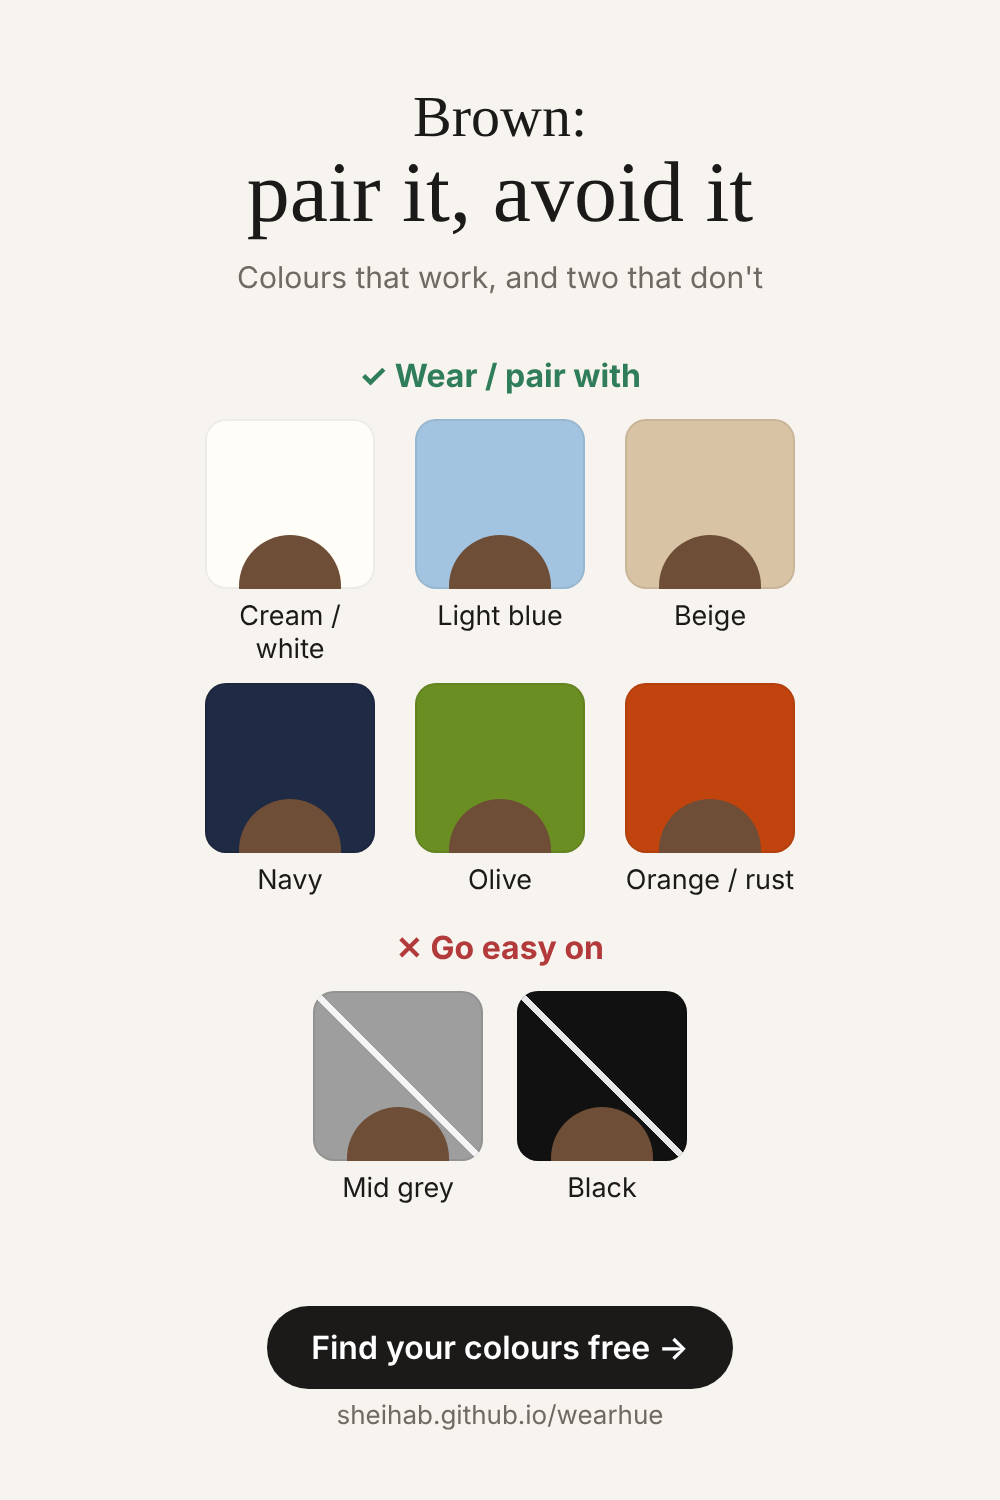 Brown:
pair it, avoid it
Colours that work, and two that don't
✓ Wear / pair with
Cream /
white
Light blue
Beige
Navy
Olive
Orange / rust
✕ Go easy on
Mid grey
Black
Find your colours free →
sheihab.github.io/wearhue